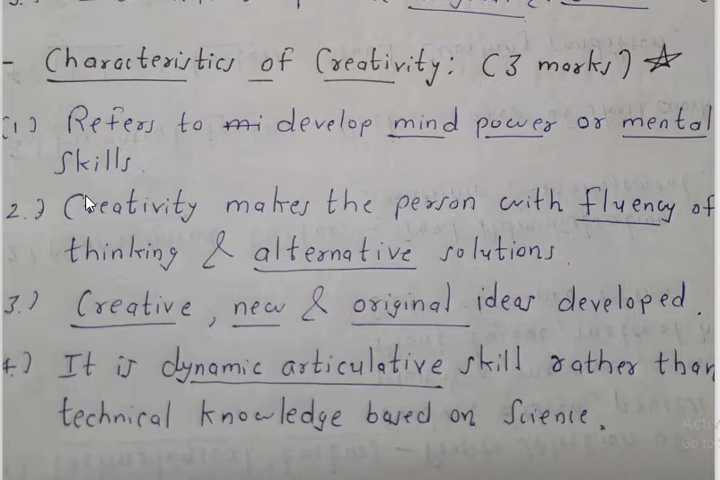 - Characteristics of Creativity: (3 marks) ☆
(1) Refers to mi develop mind power or mental
skills.
2.) Creativity makes the person with fluency of
thinking & alternative solutions.
3.) Creative, new & original ideas developed.
4.) It is dynamic articulative skill rather than
technical knowledge based on Science.